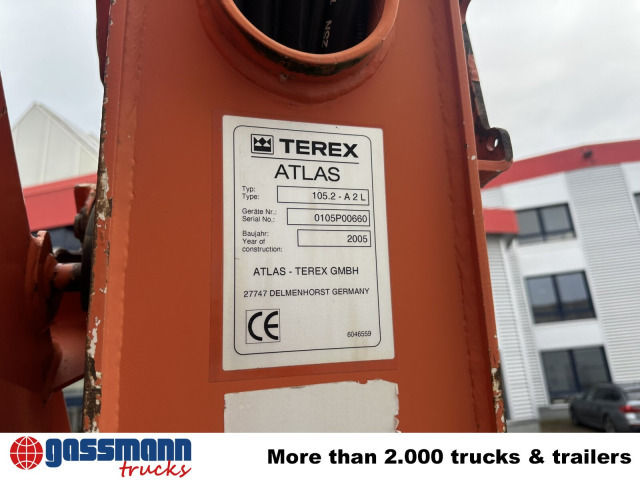 NSZ
TEREX
ATLAS
Typ:
Type:
105.2 - A 2 L
Geräte Nr.:
Serial No.:
0105P00660
Baujahr:
Year of
construction:
2005
ATLAS - TEREX GMBH
27747 DELMENHORST GERMANY
CE
6046559
gassmann
trucks
More than 2.000 trucks & trailers